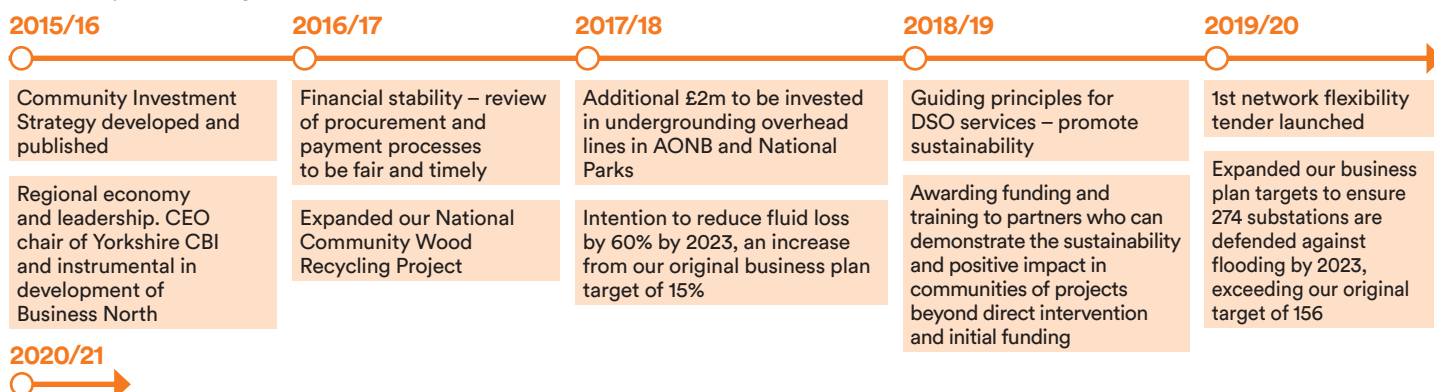 2015/16
Community Investment
Strategy developed and
published
Regional economy
and leadership. CEO
chair of Yorkshire CBI
and instrumental in
development of
Business North
2016/17
Financial stability – review
of procurement and
payment processes
to be fair and timely
Expanded our National
Community Wood
Recycling Project
2017/18
Additional £2m to be invested
in undergrounding overhead
lines in AONB and National
Parks
Intention to reduce fluid loss
by 60% by 2023, an increase
from our original business plan
target of 15%
2018/19
Guiding principles for
DSO services – promote
sustainability
Awarding funding and
training to partners who can
demonstrate the sustainability
and positive impact in
communities of projects
beyond direct intervention
and initial funding
2019/20
1st network flexibility
tender launched
Expanded our business
plan targets to ensure
274 substations are
defended against
flooding by 2023,
exceeding our original
target of 156
2020/21